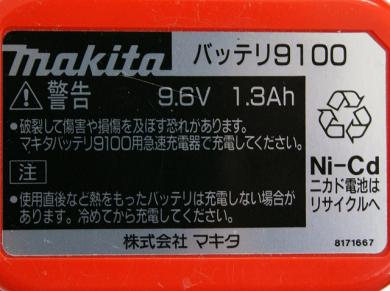 makita バッテリ9100
警告 9.6V 1.3Ah
•破裂して傷害や損傷を及ぼす恐れがあります。
マキタバッテリ9100用急速充電器で充電してください。
注
•使用直後など熱をもったバッテリは充電しない場合が
あります。冷めてから充電してください。
Ni-Cd
ニカド電池は
リサイクルへ
株式会社 マキタ
8171667